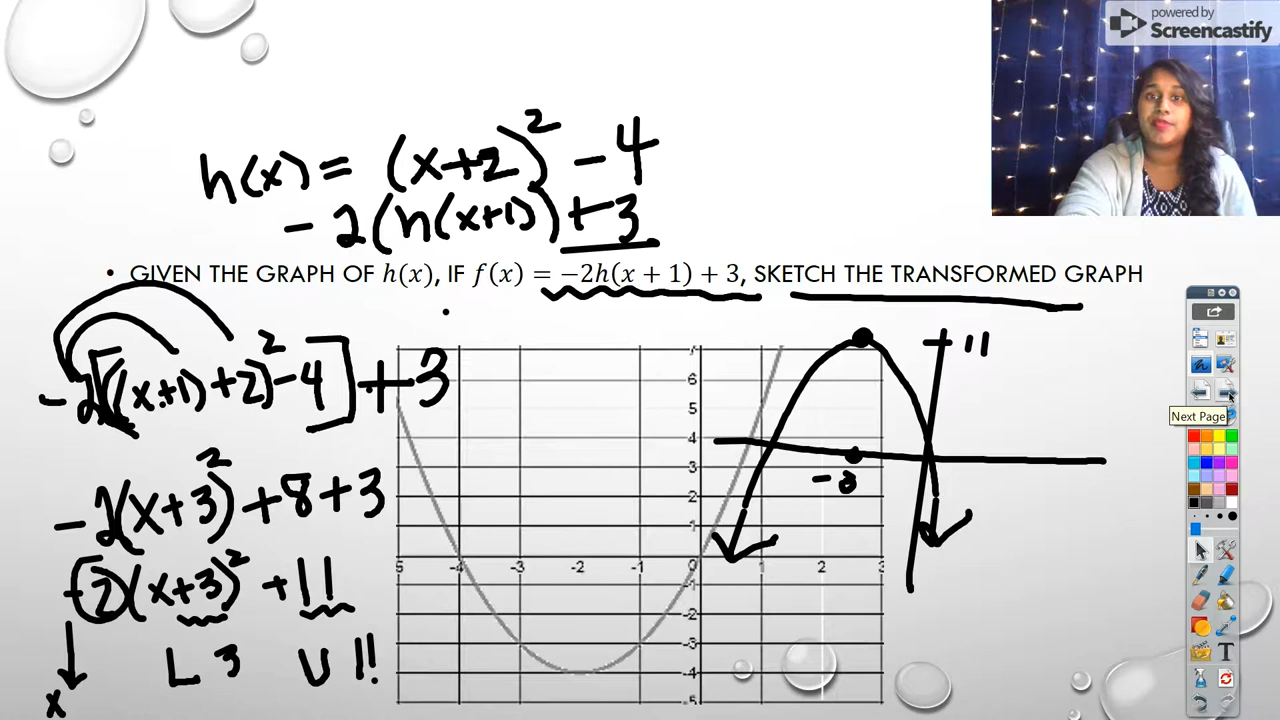 powered by
Screencastify
h(x) = (x+2)² -4
-2(h(x+1))+3
• GIVEN THE GRAPH OF h(x), IF f(x) = −2h(x + 1) + 3, SKETCH THE TRANSFORMED GRAPH
-2[((x+1)+2)²-4]+3
-2(x+3)²+8+3
-2(x+3)²+11
L 3 U 11
x
11
-3
7
6
5
4
3
2
1
5 -4 -3 -2 -1 0 1 2 3
-1
-2
-3
-4
-5
Next Page
T